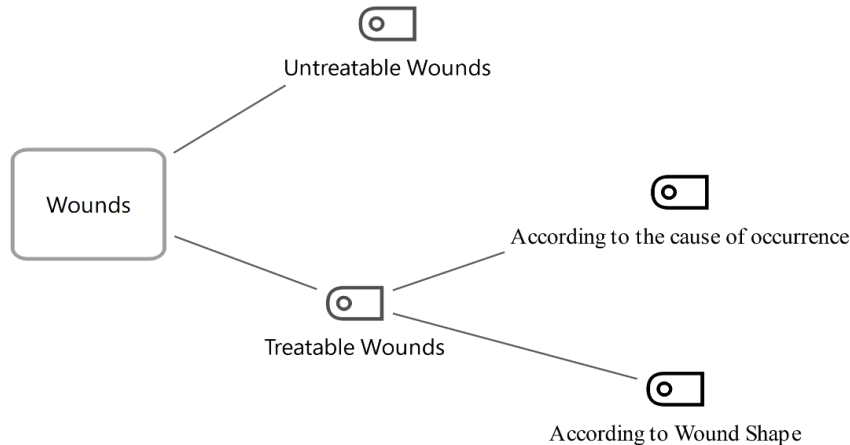 Untreatable Wounds
Wounds
According to the cause of occurrence
Treatable Wounds
According to Wound Shape